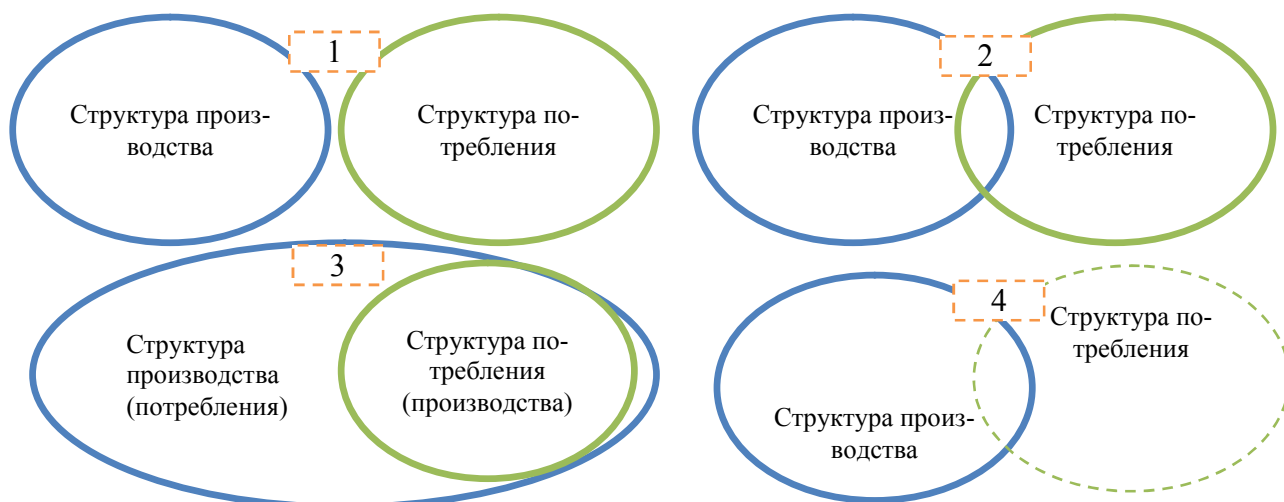 1
Структура произ-
водства
Структура по-
требления
2
Структура произ-
водства
Структура по-
требления
3
Структура
производства
(потребления)
Структура по-
требления
(производства)
4
Структура по-
требления
Структура произ-
водства